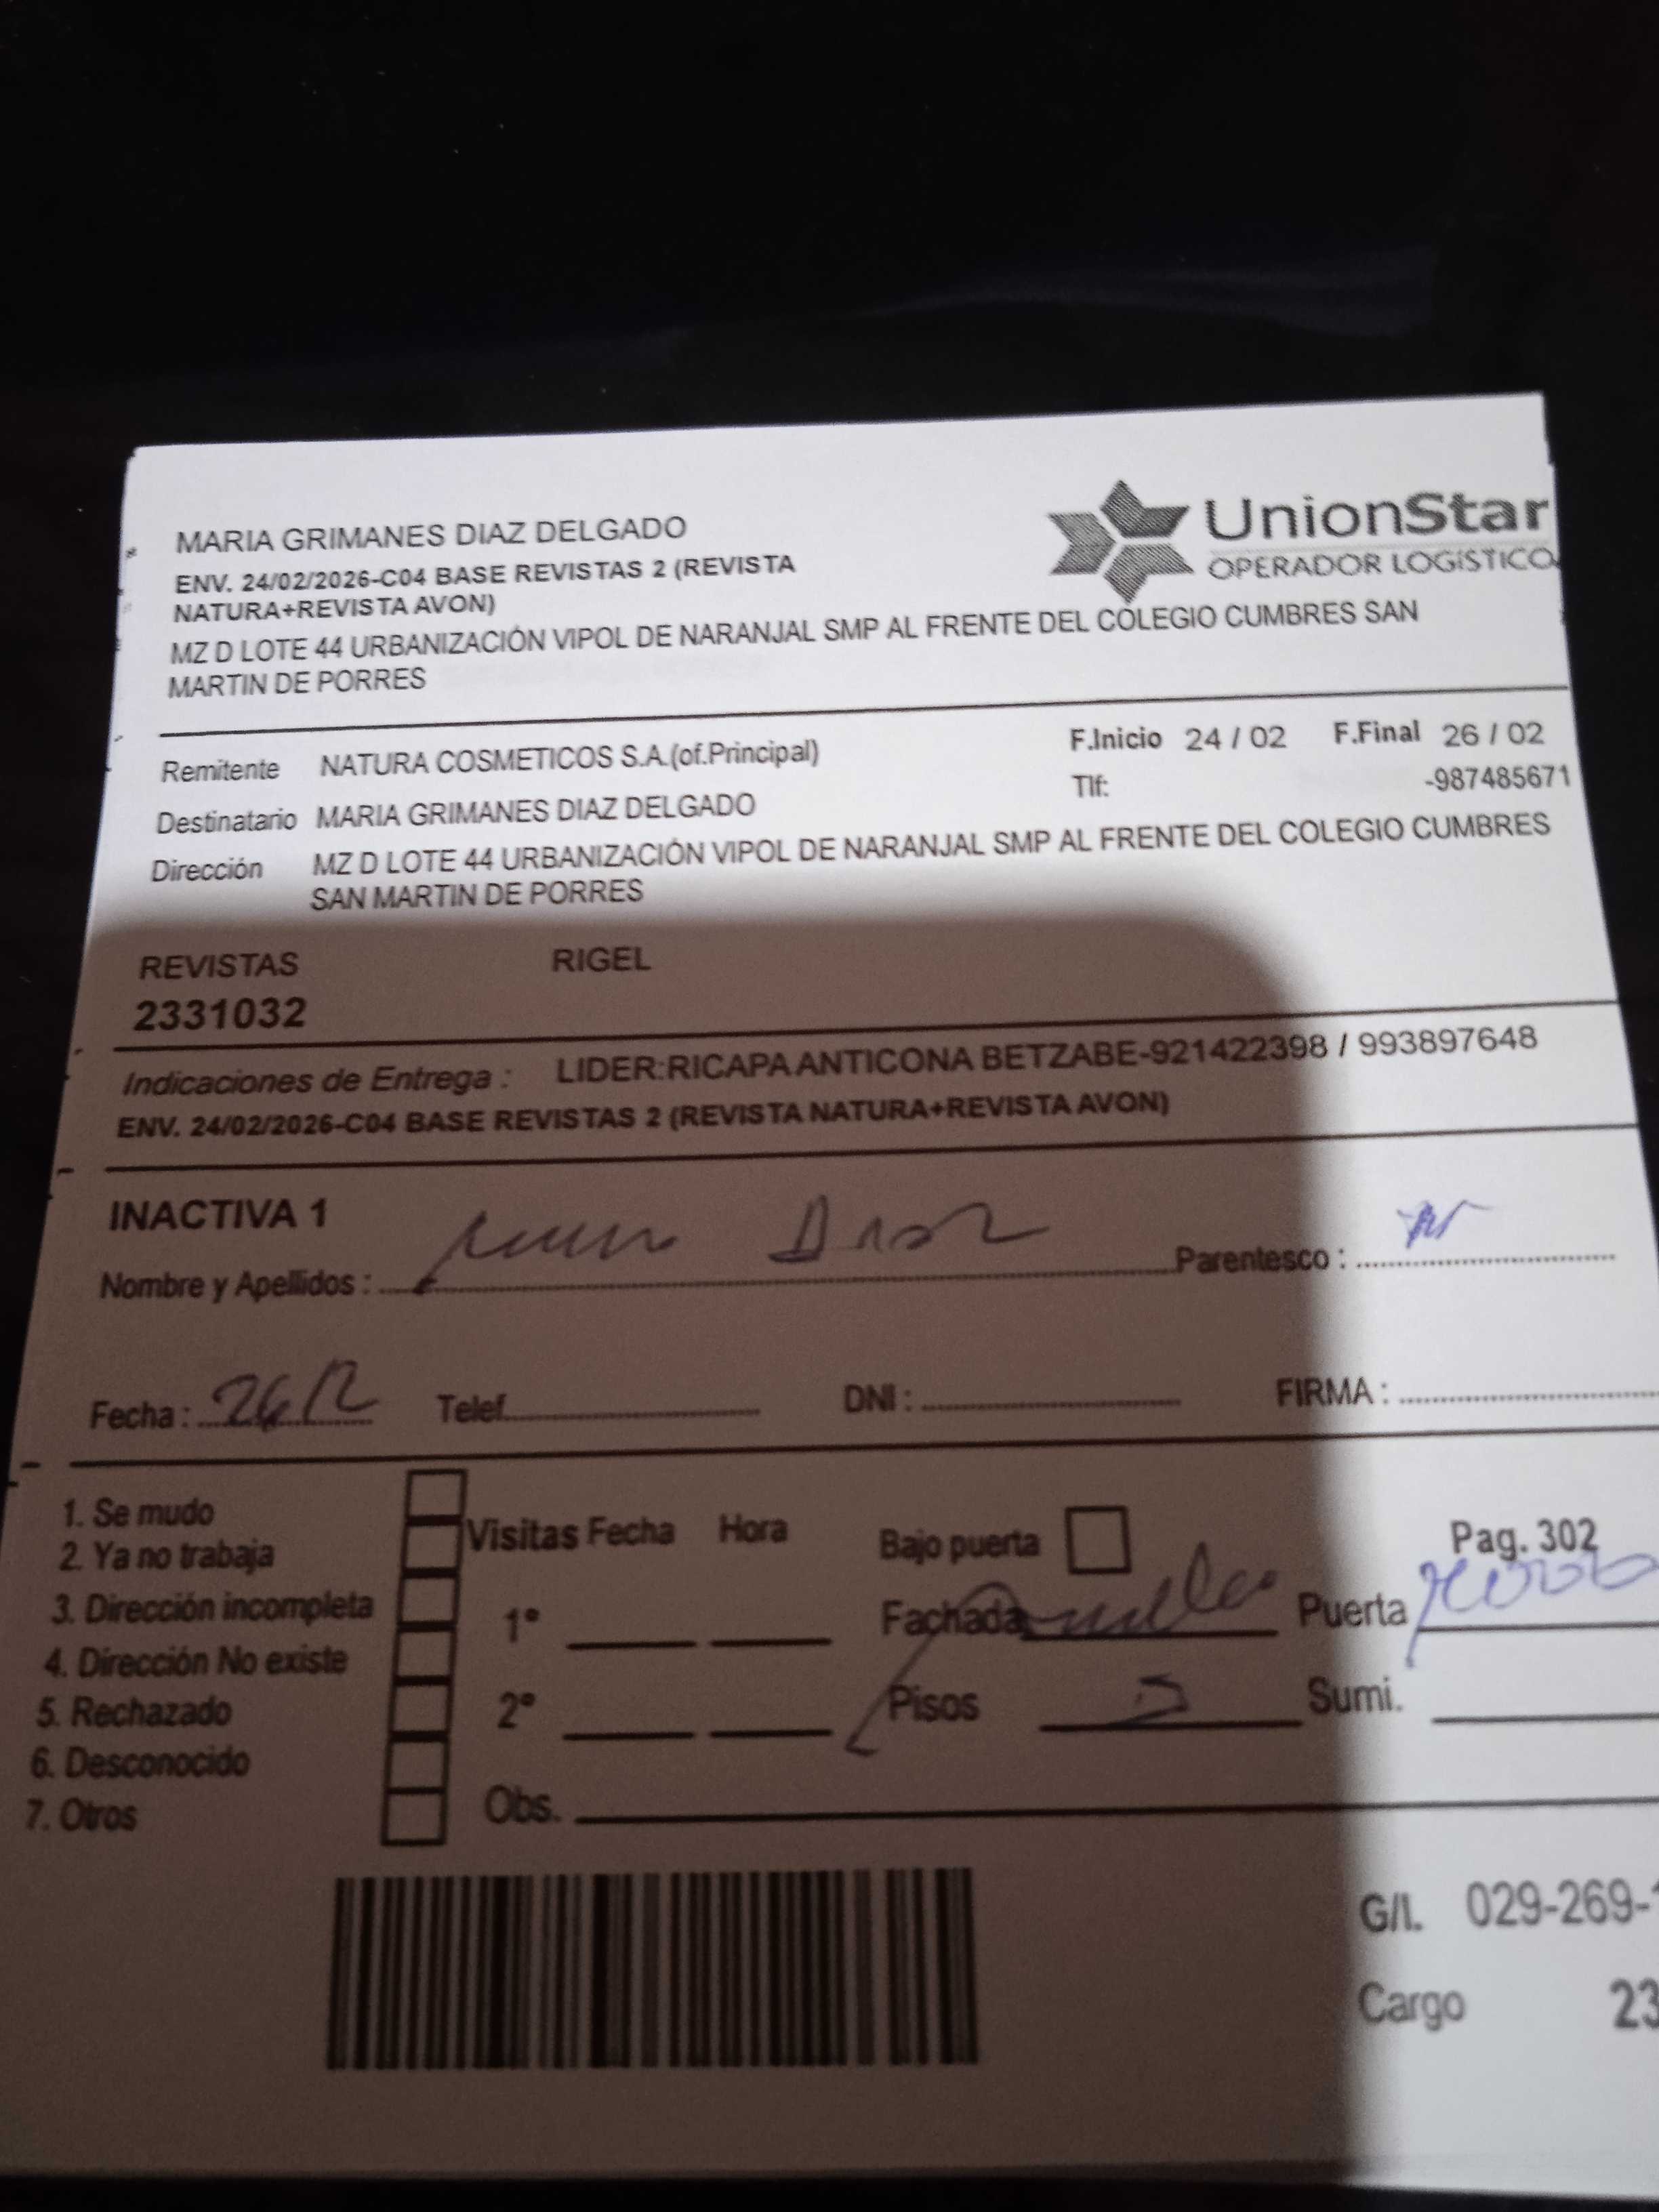 MARIA GRIMANES DIAZ DELGADO
UnionStar
OPERADOR LOGÍSTICO
ENV. 24/02/2026-C04 BASE REVISTAS 2 (REVISTA
NATURA+REVISTA AVON)
MZ D LOTE 44 URBANIZACIÓN VIPOL DE NARANJAL SMP AL FRENTE DEL COLEGIO CUMBRES SAN
MARTIN DE PORRES
Remitente NATURA COSMETICOS S.A.(of.Principal) F.Inicio 24 / 02 F.Final 26 / 02
Destinatario MARIA GRIMANES DIAZ DELGADO Tlf: -987485671
Dirección MZ D LOTE 44 URBANIZACIÓN VIPOL DE NARANJAL SMP AL FRENTE DEL COLEGIO CUMBRES
SAN MARTIN DE PORRES
REVISTAS RIGEL
2331032
Indicaciones de Entrega : LIDER:RICAPA ANTICONA BETZABE-921422398 / 993897648
ENV. 24/02/2026-C04 BASE REVISTAS 2 (REVISTA NATURA+REVISTA AVON)
INACTIVA 1
Nombre y Apellidos : Diaz Parentesco :
Fecha : 26/2 Telef. DNI : FIRMA :
1. Se mudo
2. Ya no trabaja
3. Dirección incompleta
4. Dirección No existe
5. Rechazado
6. Desconocido
7. Otros
Visitas Fecha Hora
1º
2º
Obs.
Bajo puerta
Pag. 302
Fachada Puerta
Pisos Sumi.
G/I. 029-269-
Cargo 23